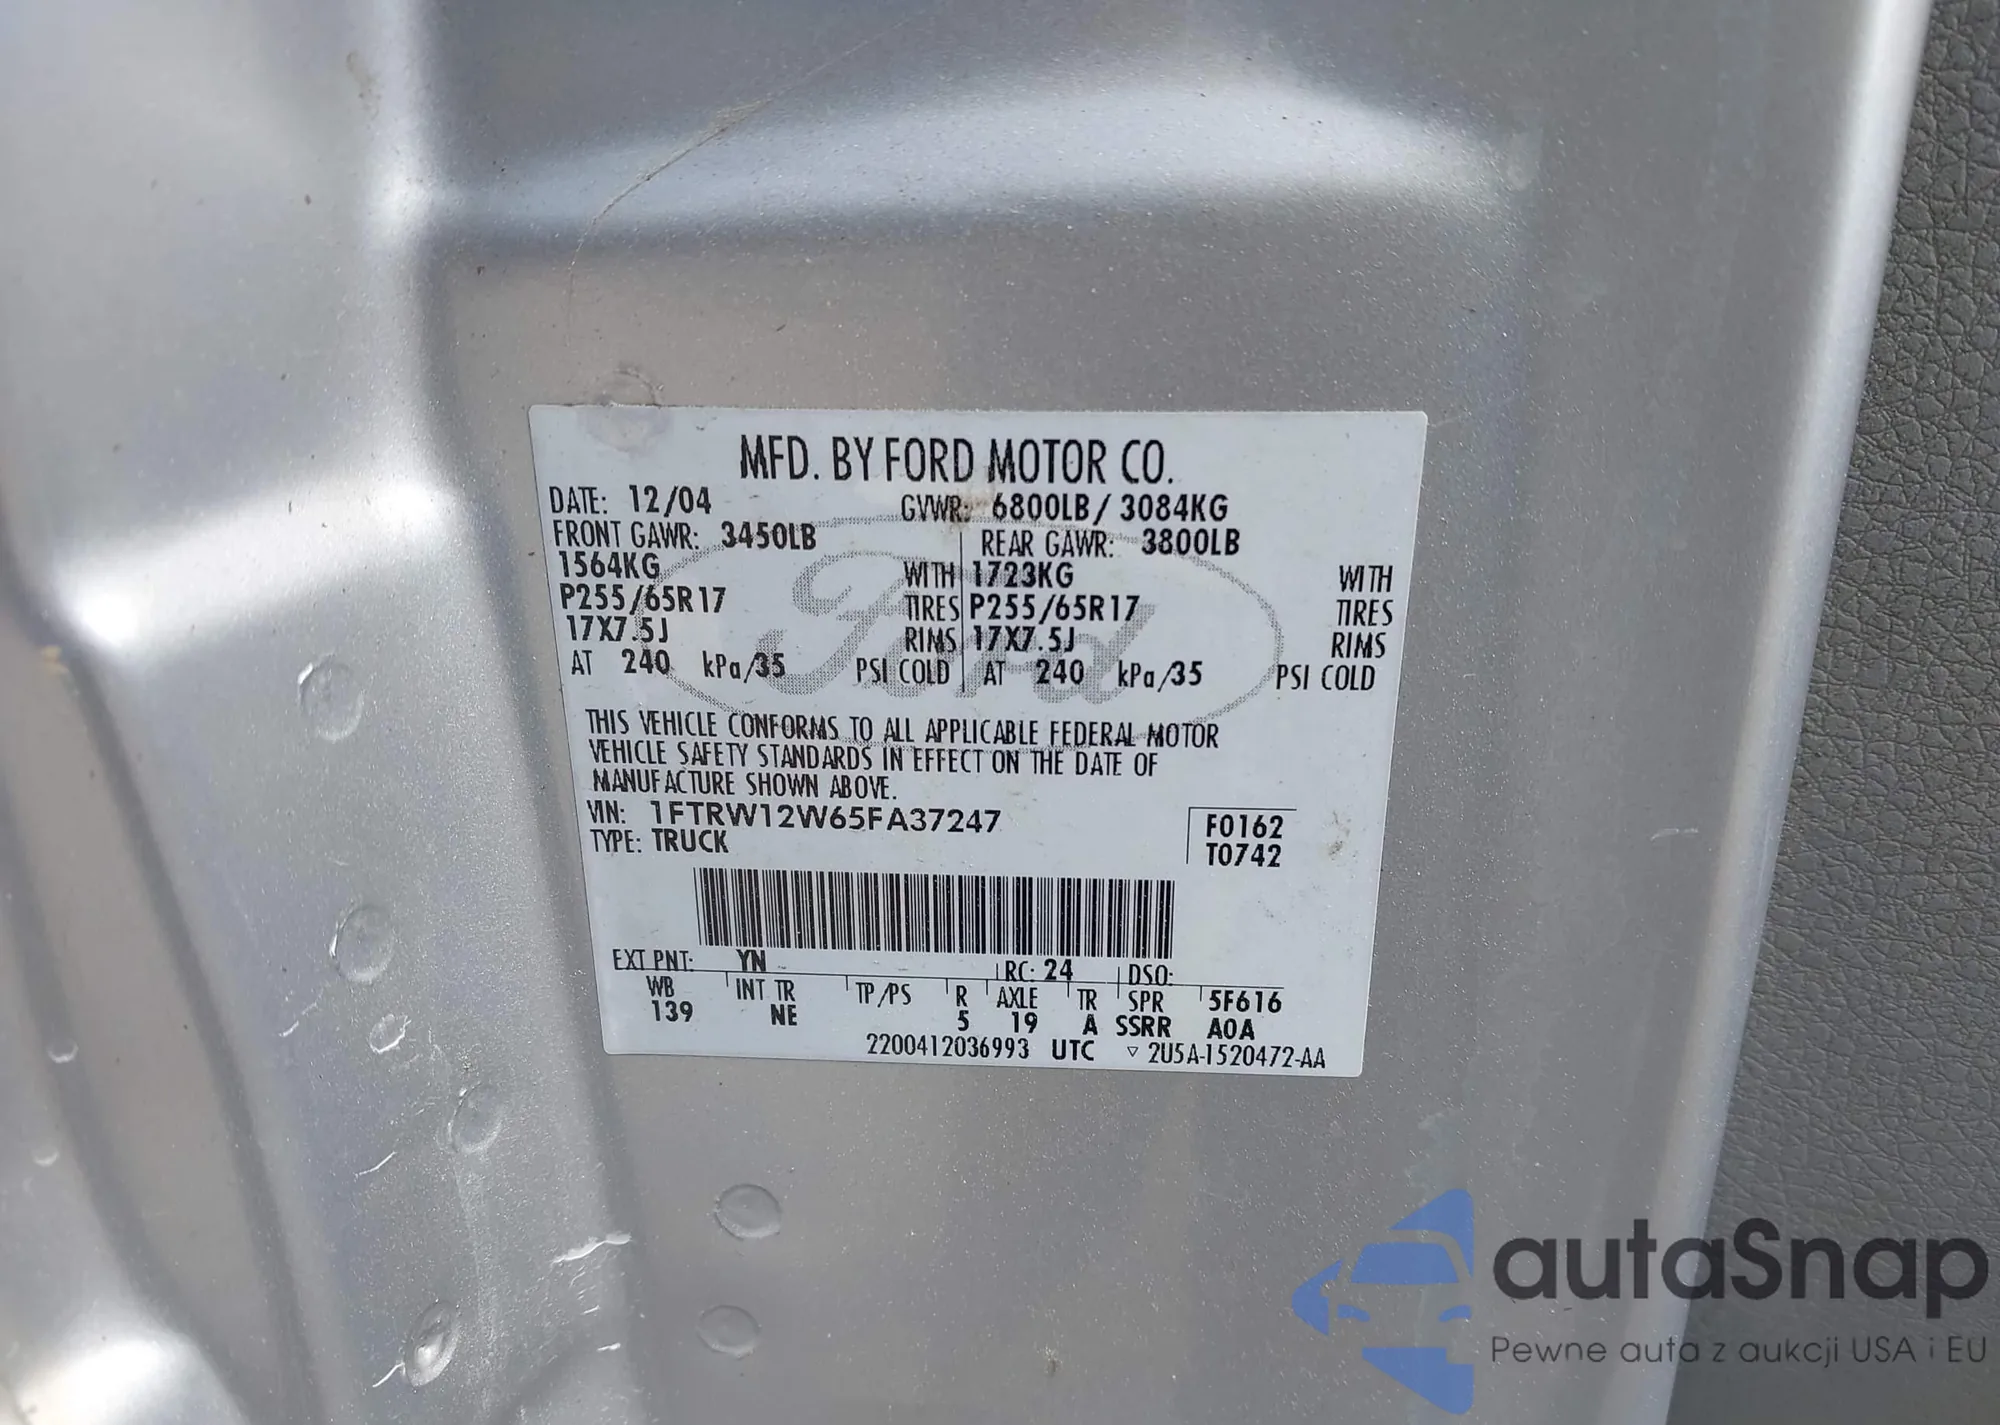 MFD. BY FORD MOTOR CO.
DATE: 12/04 GVWR: 6800LB/ 3084KG
FRONT GAWR: 3450LB REAR GAWR: 3800LB
1564KG WITH 1723KG WITH
P255/65R17 TIRES P255/65R17 TIRES
17X7.5J RIMS 17X7.5J RIMS
AT 240 kPa/35 PSI COLD AT 240 kPa/35 PSI COLD
Ford
THIS VEHICLE CONFORMS TO ALL APPLICABLE FEDERAL MOTOR
VEHICLE SAFETY STANDARDS IN EFFECT ON THE DATE OF
MANUFACTURE SHOWN ABOVE.
VIN: 1FTRW12W65FA37247
TYPE: TRUCK
F0162
T0742
EXT PNT: YN RC: 24 DSO:
WB INT TR TP/PS R AXLE TR SPR 5F616
139 NE 5 19 A SSRR A0A
2200412036993 UTC ▿ 2U5A-1520472-AA
autaSnap
Pewne auta z aukcji USA i EU